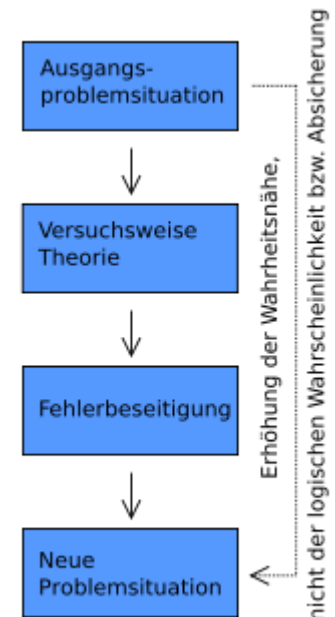 Ausgangs-
problemsituation
Versuchsweise
Theorie
Fehlerbeseitigung
Neue
Problemsituation
Erhöhung der Wahrheitsnähe,
nicht der logischen Wahrscheinlichkeit bzw. Absicherung